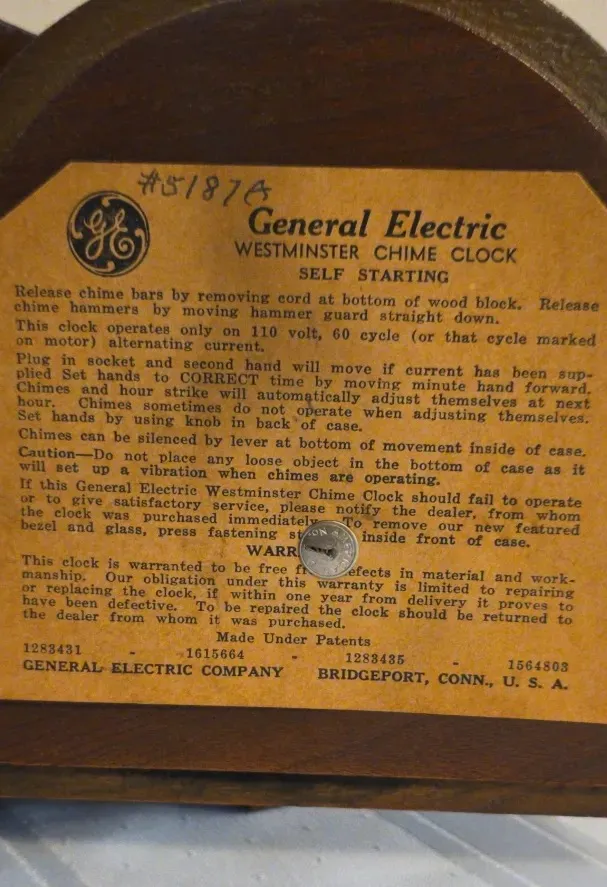 #5187A
GE
General Electric
WESTMINSTER CHIME CLOCK
SELF STARTING
Release chime bars by removing cord at bottom of wood block. Release
chime hammers by moving hammer guard straight down.
This clock operates only on 110 volt, 60 cycle (or that cycle marked
on motor) alternating current.
Plug in socket and second hand will move if current has been sup-
plied Set hands to CORRECT time by moving minute hand forward.
Chimes and hour strike will automatically adjust themselves at next
hour. Chimes sometimes do not operate when adjusting themselves.
Set hands by using knob in back of case.
Chimes can be silenced by lever at bottom of movement inside of case.
Caution—Do not place any loose object in the bottom of case as it
will set up a vibration when chimes are operating.
If this General Electric Westminster Chime Clock should fail to operate
or to give satisfactory service, please notify the dealer, from whom
the clock was purchased immediately. To remove our new featured
bezel and glass, press fastening inside front of case.
This clock is warranted to be free defects in material and work-
manship. Our obligation under this warranty is limited to repairing
or replacing the clock, if within one year from delivery it proves to
have been defective. To be repaired the clock should be returned to
the dealer from whom it was purchased.
Made Under Patents
1283431 - 1615664 - 1283435 - 1564803
GENERAL ELECTRIC COMPANY BRIDGEPORT, CONN., U. S. A.